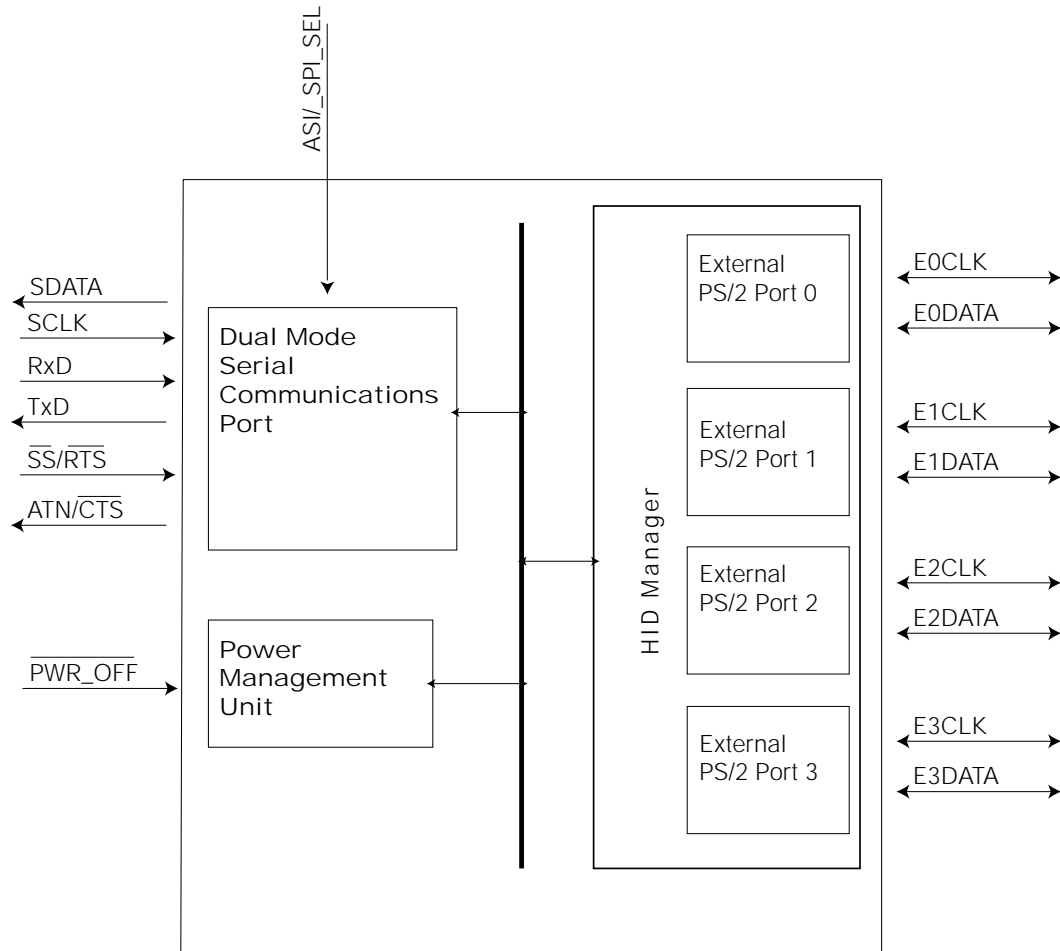 ASI/_SPI_SEL
SDATA
SCLK
RxD
TxD
SS/RTS
ATN/CTS
PWR_OFF
Dual Mode
Serial
Communications
Port
Power
Management
Unit
HID Manager
External
PS/2 Port 0
External
PS/2 Port 1
External
PS/2 Port 2
External
PS/2 Port 3
E0CLK
E0DATA
E1CLK
E1DATA
E2CLK
E2DATA
E3CLK
E3DATA